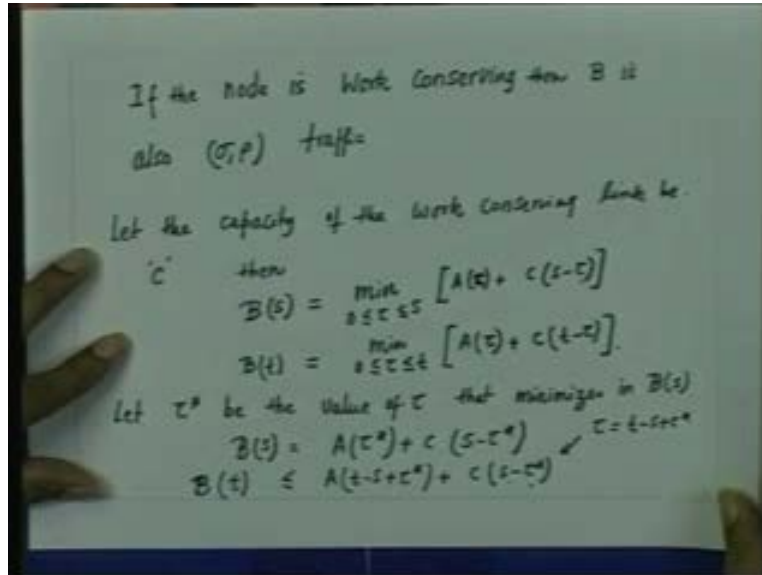 If the node is Work Conserving then B is
also (σ,ρ) traffic
Let the capacity of the work conserving link be
'C' then
B(s) = min 0≤τ≤s [A(τ) + C(s-τ)]
B(t) = min 0≤τ≤t [A(τ) + C(t-τ)].
Let τ* be the value of τ that minimizes in B(s)
B(s) = A(τ*) + C (s-τ*)
B(t) ≤ A(t-s+τ*) + C(s-τ*) ↙ τ = t-s+τ*